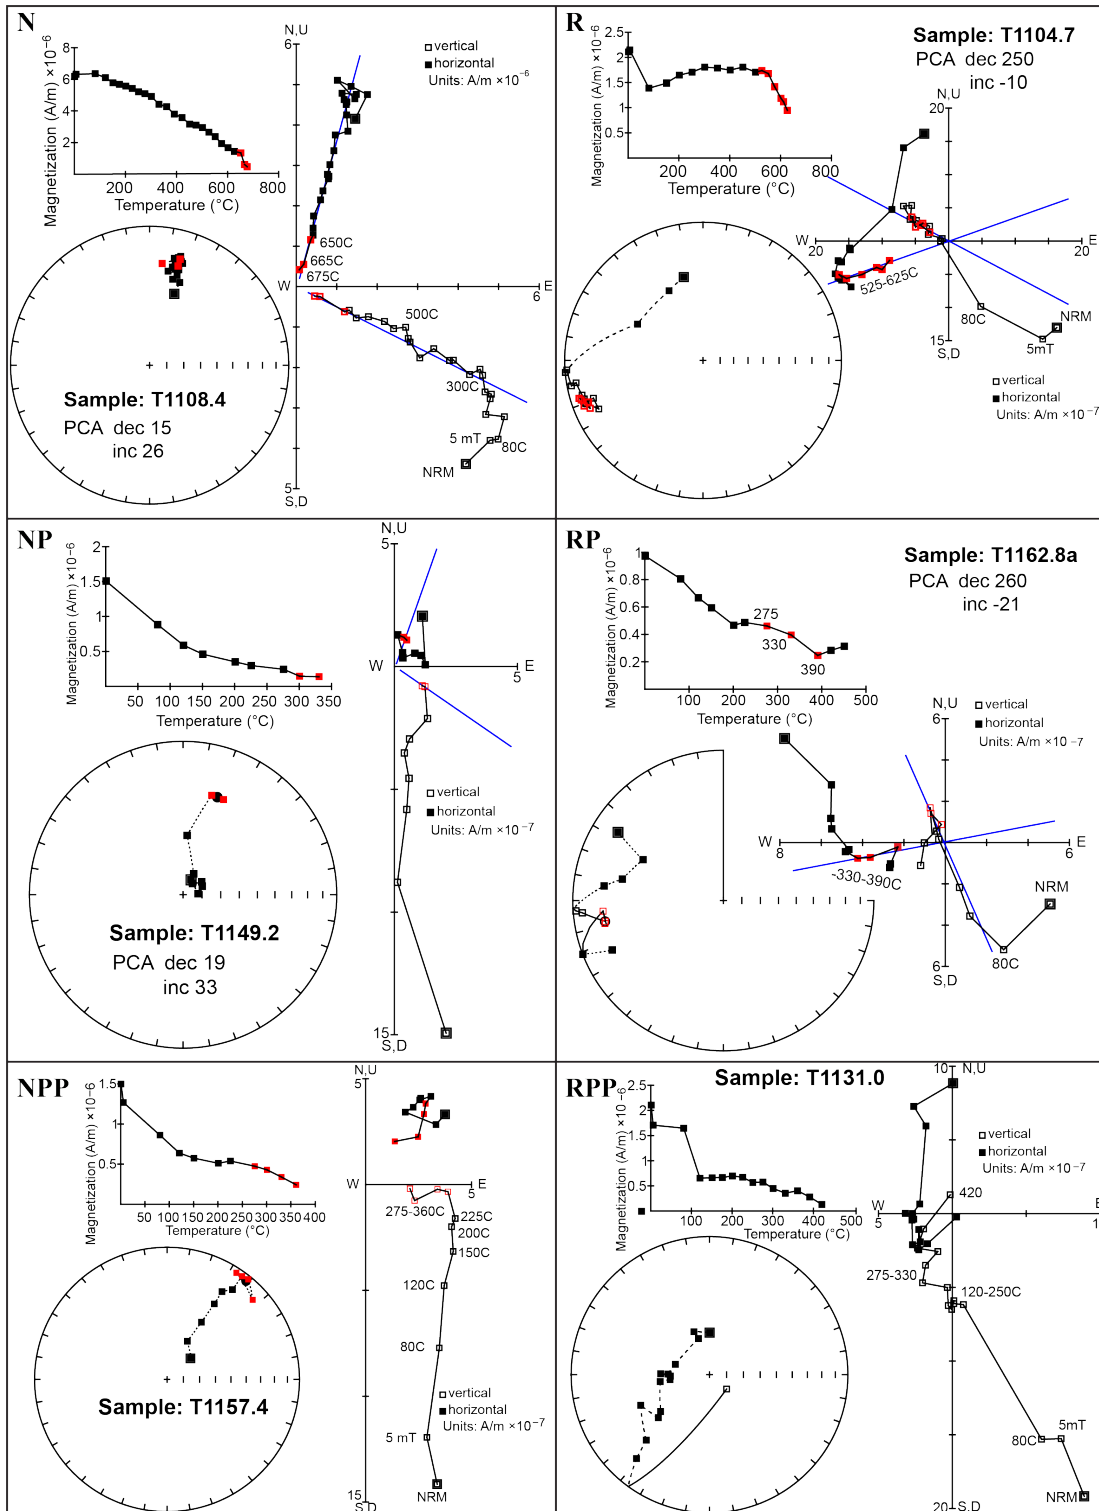 N
Magnetization (A/m) ×10⁻⁶
8
6
4
2
200 400 600 800
Temperature (°C)
N,U
6
vertical
horizontal
Units: A/m ×10⁻⁶
650C
665C
675C
W
E
6
500C
300C
5 mT
80C
NRM
5
S,D
Sample: T1108.4
PCA dec 15
inc 26
R
Magnetization (A/m) ×10⁻⁶
2.5
2
1.5
1
0.5
200 400 600 800
Temperature (°C)
Sample: T1104.7
PCA dec 250
inc -10
N,U
20
W
20
E
20
525-625C
80C
NRM
5mT
15
S,D
vertical
horizontal
Units: A/m ×10⁻⁷
NP
Magnetization (A/m) ×10⁻⁶
2
1.5
1
0.5
50 100 150 200 250 300 350
Temperature (°C)
N,U
5
W
E
5
vertical
horizontal
Units: A/m ×10⁻⁷
15
S,D
Sample: T1149.2
PCA dec 19
inc 33
RP
Magnetization (A/m) ×10⁻⁶
1
0.8
0.6
0.4
0.2
275
330
390
100 200 300 400 500
Temperature (°C)
Sample: T1162.8a
PCA dec 260
inc -21
N,U
6
vertical
horizontal
Units: A/m ×10⁻⁷
W
8
E
6
-330-390C
NRM
80C
6
S,D
NPP
Magnetization (A/m) ×10⁻⁶
1.5
1
0.5
50 100 150 200 250 300 350 400
Temperature (°C)
N,U
5
W
5
E
275-360C
225C
200C
150C
120C
80C
5 mT
NRM
15
S,D
vertical
horizontal
Units: A/m ×10⁻⁷
Sample: T1157.4
RPP
Sample: T1131.0
Magnetization (A/m) ×10⁻⁶
2.5
2
1.5
1
0.5
100 200 300 400 500
Temperature (°C)
10
N,U
vertical
horizontal
Units: A/m ×10⁻⁷
420
W
5
E
1
275-330
120-250C
80C
5mT
NRM
20
S,D